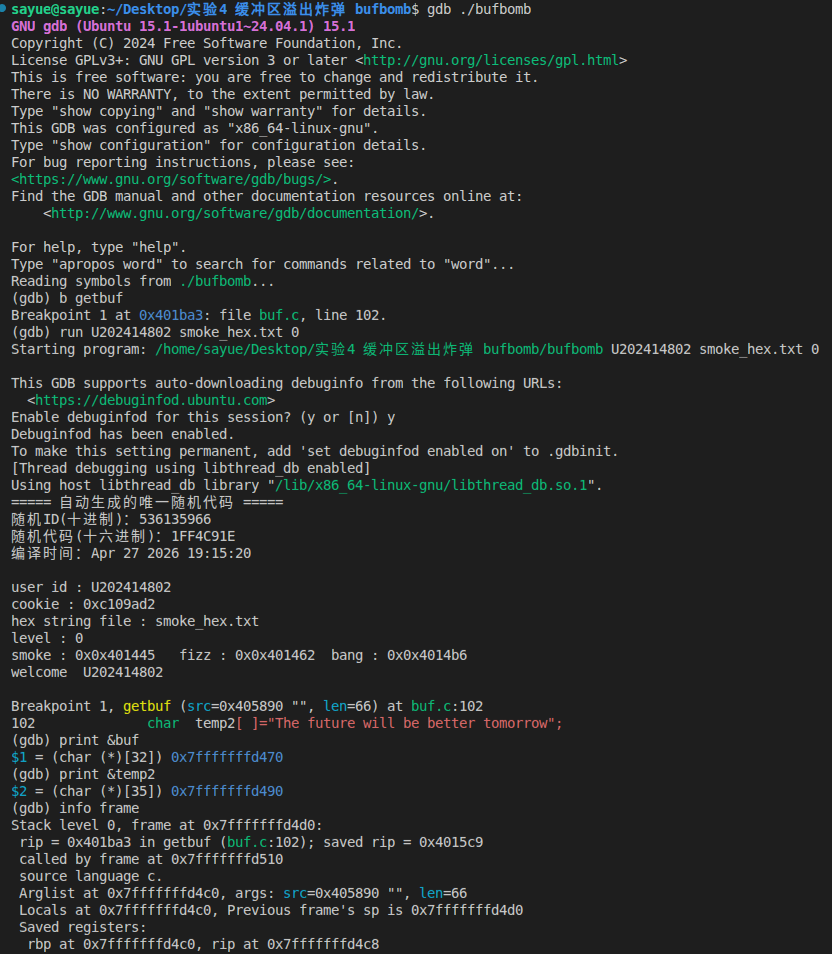 sayue@sayue:~/Desktop/实验4 缓冲区溢出炸弹 bufbomb$ gdb ./bufbomb
GNU gdb (Ubuntu 15.1-1ubuntu1~24.04.1) 15.1
Copyright (C) 2024 Free Software Foundation, Inc.
License GPLv3+: GNU GPL version 3 or later <http://gnu.org/licenses/gpl.html>
This is free software: you are free to change and redistribute it.
There is NO WARRANTY, to the extent permitted by law.
Type "show copying" and "show warranty" for details.
This GDB was configured as "x86_64-linux-gnu".
Type "show configuration" for configuration details.
For bug reporting instructions, please see:
<https://www.gnu.org/software/gdb/bugs/>.
Find the GDB manual and other documentation resources online at:
    <http://www.gnu.org/software/gdb/documentation/>.

For help, type "help".
Type "apropos word" to search for commands related to "word"...
Reading symbols from ./bufbomb...
(gdb) b getbuf
Breakpoint 1 at 0x401ba3: file buf.c, line 102.
(gdb) run U202414802 smoke_hex.txt 0
Starting program: /home/sayue/Desktop/实验4 缓冲区溢出炸弹 bufbomb/bufbomb U202414802 smoke_hex.txt 0

This GDB supports auto-downloading debuginfo from the following URLs:
  <https://debuginfod.ubuntu.com>
Enable debuginfod for this session? (y or [n]) y
Debuginfod has been enabled.
To make this setting permanent, add 'set debuginfod enabled on' to .gdbinit.
[Thread debugging using libthread_db enabled]
Using host libthread_db library "/lib/x86_64-linux-gnu/libthread_db.so.1".
===== 自动生成的唯一随机代码 =====
随机ID(十进制): 536135966
随机代码(十六进制): 1FF4C91E
编译时间: Apr 27 2026 19:15:20

user id : U202414802
cookie : 0xc109ad2
hex string file : smoke_hex.txt
level : 0
smoke : 0x0x401445   fizz : 0x0x401462  bang : 0x0x4014b6
welcome  U202414802

Breakpoint 1, getbuf (src=0x405890 "", len=66) at buf.c:102
102              char  temp2[ ]="The future will be better tomorrow";
(gdb) print &buf
$1 = (char (*)[32]) 0x7fffffffd470
(gdb) print &temp2
$2 = (char (*)[35]) 0x7fffffffd490
(gdb) info frame
Stack level 0, frame at 0x7fffffffd4d0:
 rip = 0x401ba3 in getbuf (buf.c:102); saved rip = 0x4015c9
 called by frame at 0x7fffffffd510
 source language c.
 Arglist at 0x7fffffffd4c0, args: src=0x405890 "", len=66
 Locals at 0x7fffffffd4c0, Previous frame's sp is 0x7fffffffd4d0
 Saved registers:
  rbp at 0x7fffffffd4c0, rip at 0x7fffffffd4c8